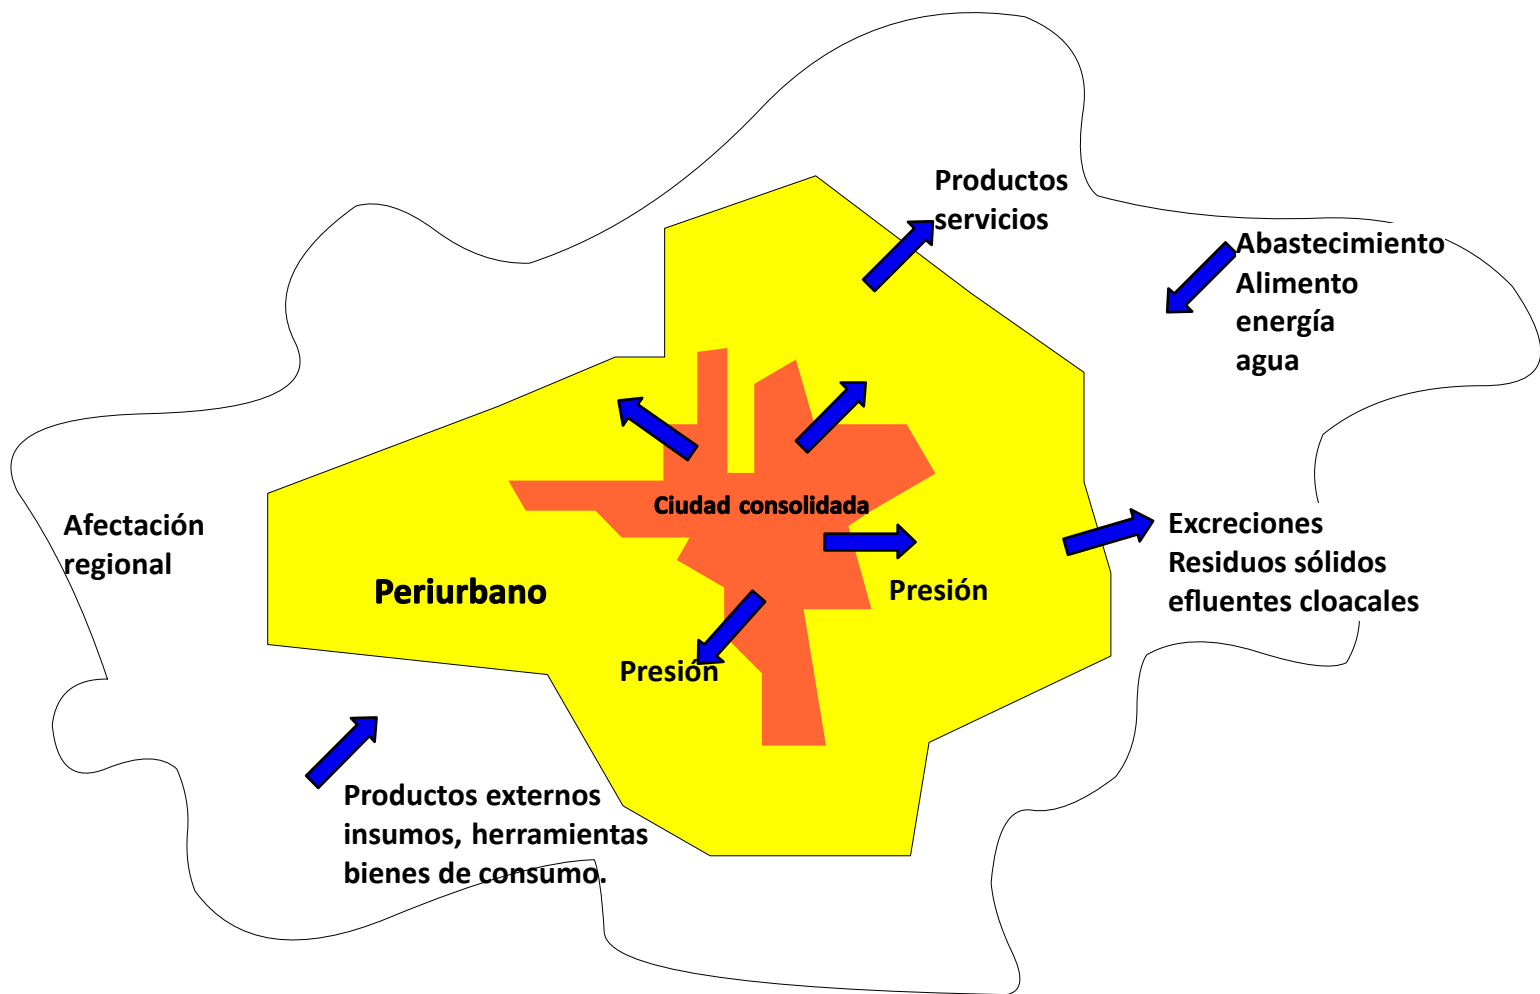 Productos
servicios
Abastecimiento
Alimento
energía
agua
Ciudad consolidada
Afectación
regional
Excreciones
Residuos sólidos
efluentes cloacales
Periurbano
Presión
Presión
Productos externos
insumos, herramientas
bienes de consumo.